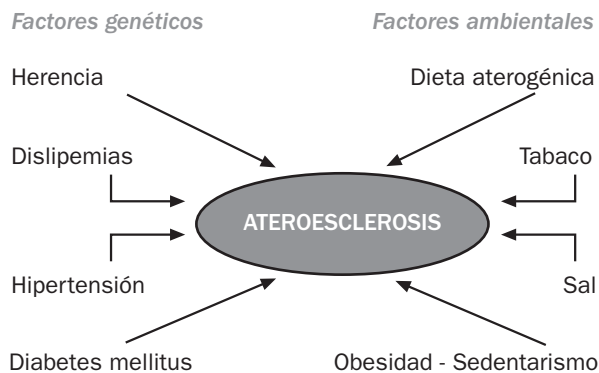 Factores genéticos
Factores ambientales
Herencia
Dieta aterogénica
Dislipemias
Tabaco
ATEROESCLEROSIS
Hipertensión
Sal
Diabetes mellitus
Obesidad - Sedentarismo